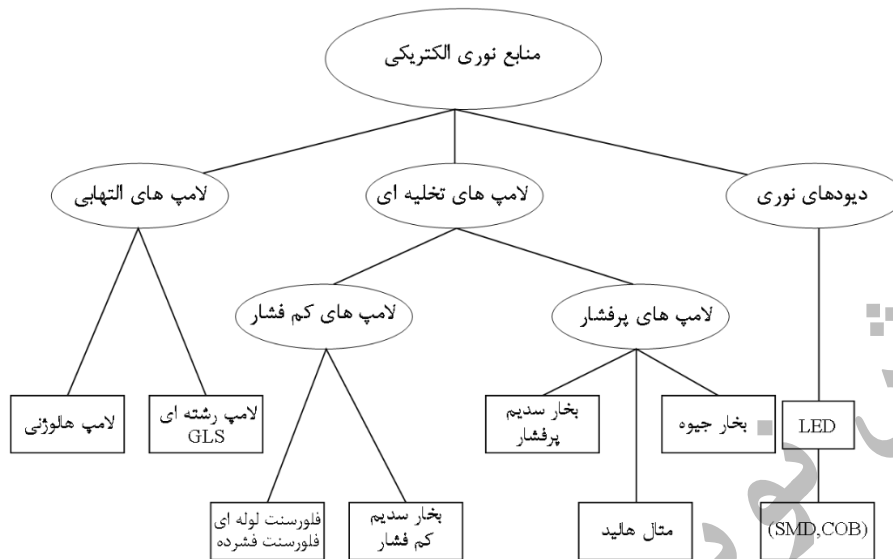 منابع نوری الکتریکی
دیودهای نوری
لامپ های تخلیه ای
لامپ های التهابی
لامپ های پرفشار
لامپ های کم فشار
LED
بخار جیوه
بخار سدیم
پرفشار
لامپ رشته ای
GLS
لامپ هالوژنی
(SMD,COB)
متال هالید
بخار سدیم
کم فشار
فلورسنت لوله ای
فلورسنت فشرده